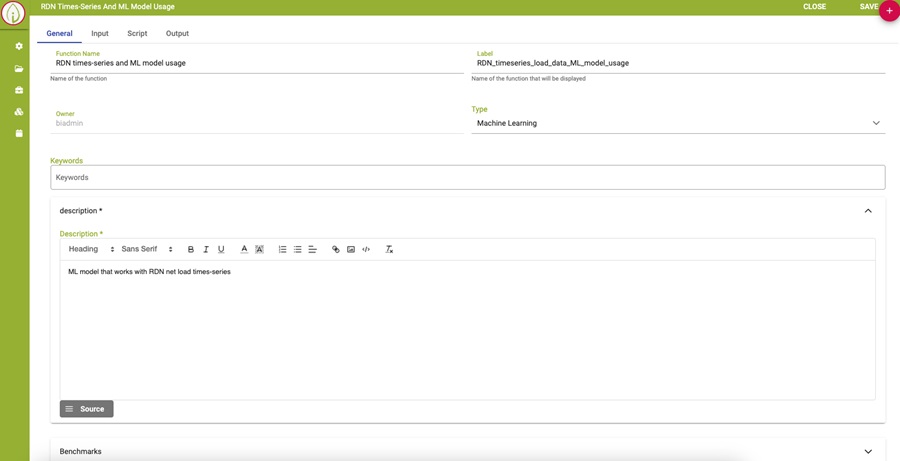 RDN Times-Series And ML Model Usage
CLOSE
SAVE
+
General
Input
Script
Output
Function Name
RDN times-series and ML model usage
Name of the function
Label
RDN_timeseries_load_data_ML_model_usage
Name of the function that will be displayed
Owner
biadmin
Type
Machine Learning
Keywords
Keywords
description *
Description *
Heading
Sans Serif
B
I
U
A
A
ML model that works with RDN net load times-series
Source
Benchmarks